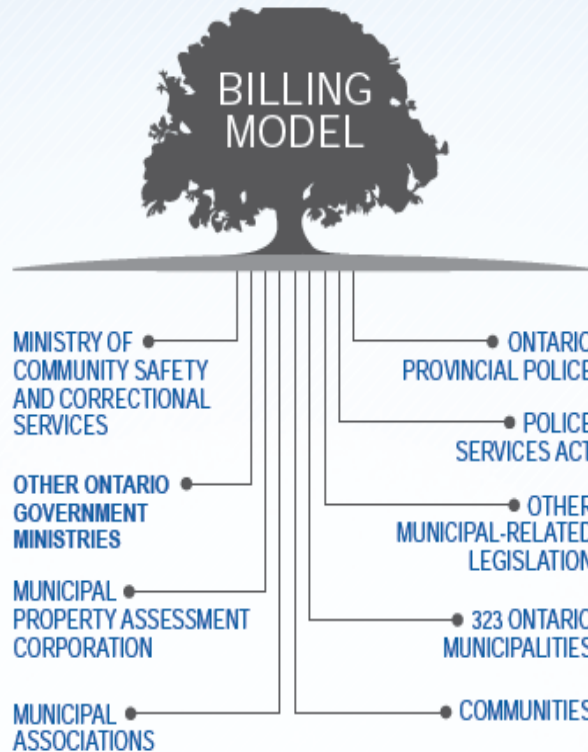 BILLING
MODEL
MINISTRY OF
COMMUNITY SAFETY
AND CORRECTIONAL
SERVICES
OTHER ONTARIO
GOVERNMENT
MINISTRIES
MUNICIPAL
PROPERTY ASSESSMENT
CORPORATION
MUNICIPAL
ASSOCIATIONS
ONTARIO
PROVINCIAL POLICE
POLICE
SERVICES ACT
OTHER
MUNICIPAL-RELATED
LEGISLATION
323 ONTARIO
MUNICIPALITIES
COMMUNITIES